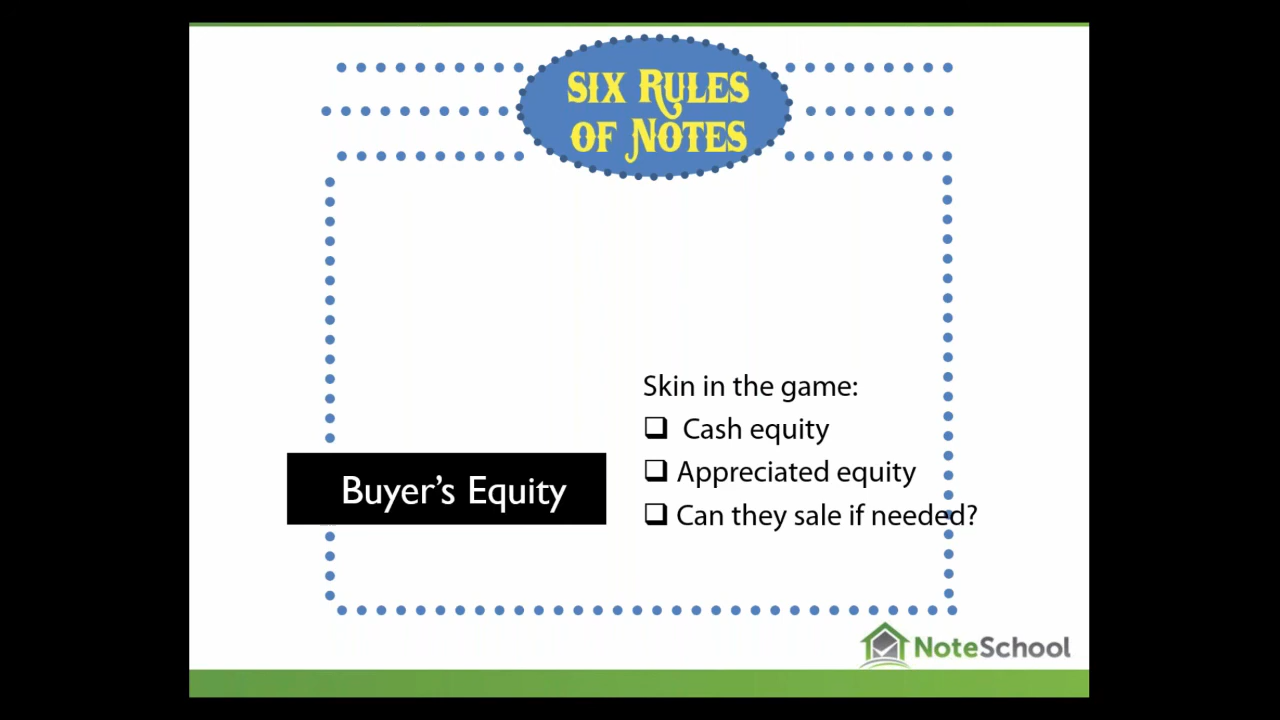 SIX RULES
OF NOTES
Skin in the game:
Cash equity
Appreciated equity
Can they sale if needed?
Buyer's Equity
NoteSchool